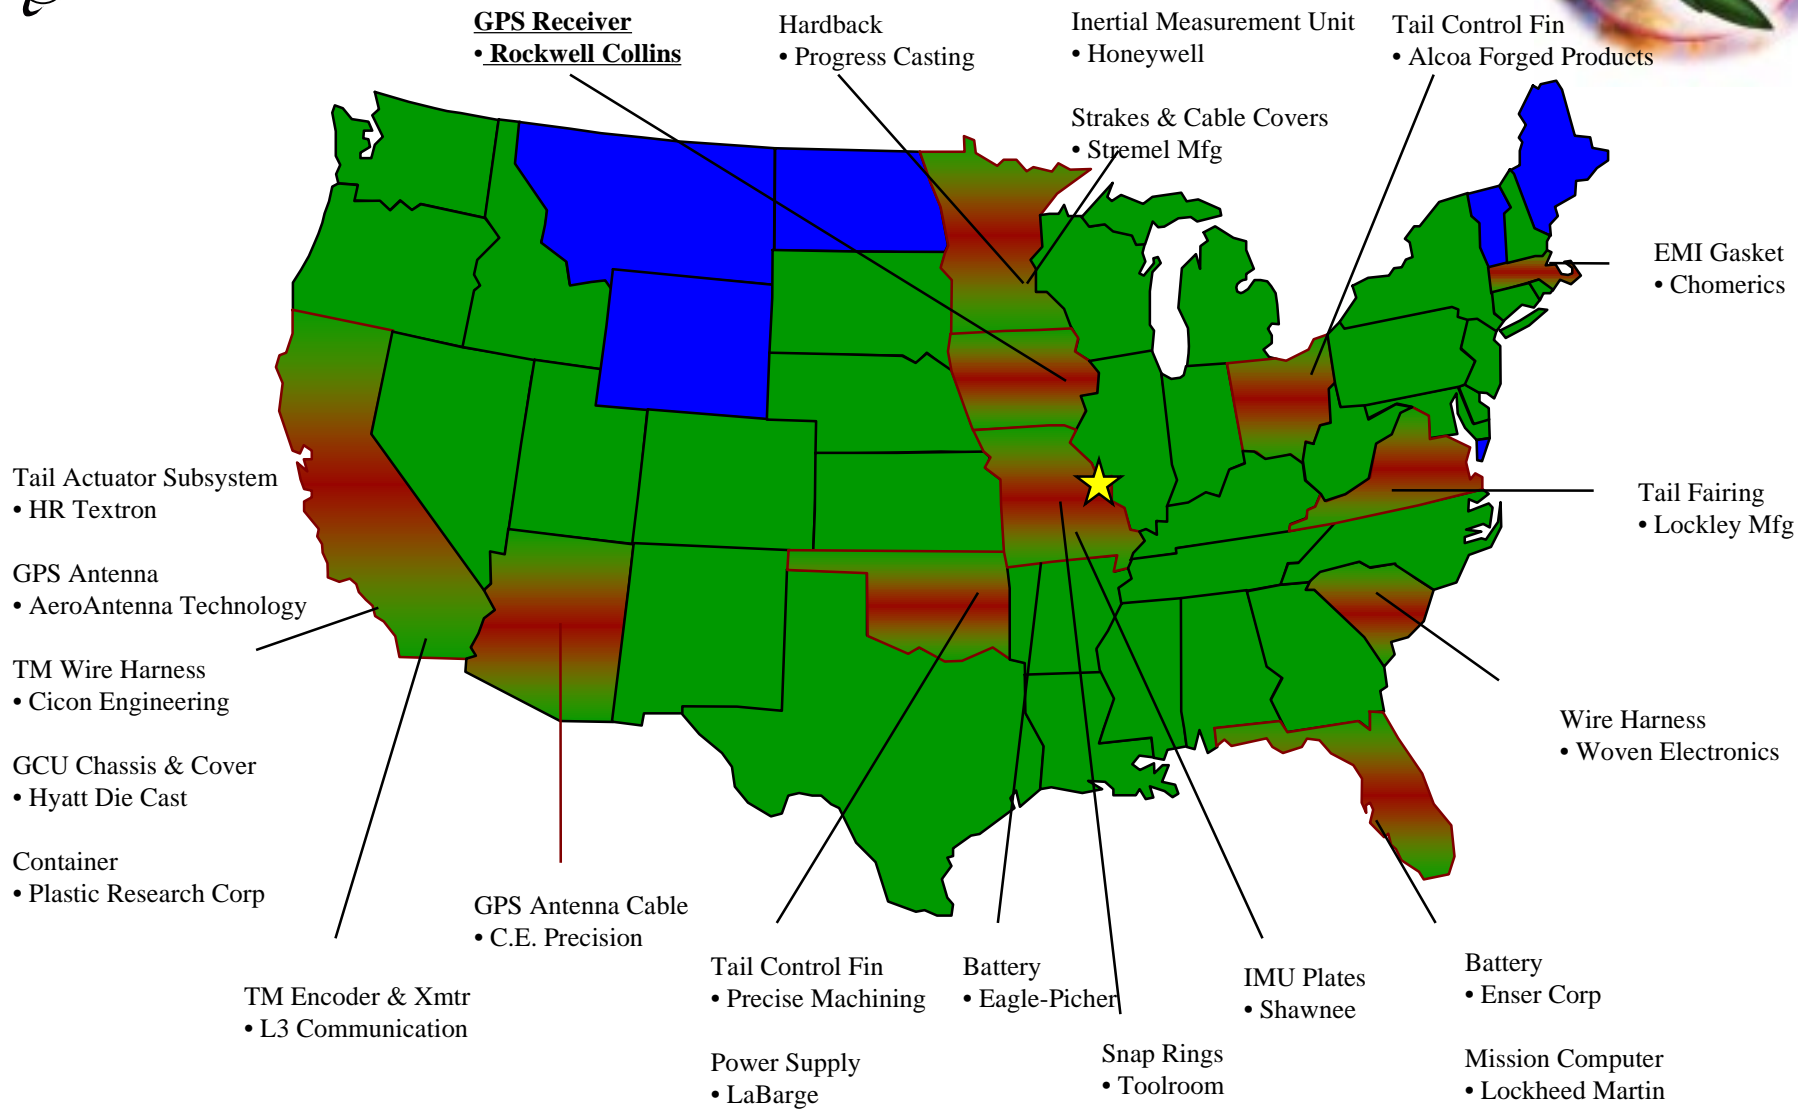 GPS Receiver
• Rockwell Collins
Hardback
• Progress Casting
Inertial Measurement Unit
• Honeywell
Strakes & Cable Covers
• Stremel Mfg
Tail Control Fin
• Alcoa Forged Products
EMI Gasket
• Chomerics
Tail Fairing
• Lockley Mfg
Wire Harness
• Woven Electronics
Tail Actuator Subsystem
• HR Textron
GPS Antenna
• AeroAntenna Technology
TM Wire Harness
• Cicon Engineering
GCU Chassis & Cover
• Hyatt Die Cast
Container
• Plastic Research Corp
TM Encoder & Xmtr
• L3 Communication
GPS Antenna Cable
• C.E. Precision
Tail Control Fin
• Precise Machining
Power Supply
• LaBarge
Battery
• Eagle-Picher
Snap Rings
• Toolroom
IMU Plates
• Shawnee
Battery
• Enser Corp
Mission Computer
• Lockheed Martin